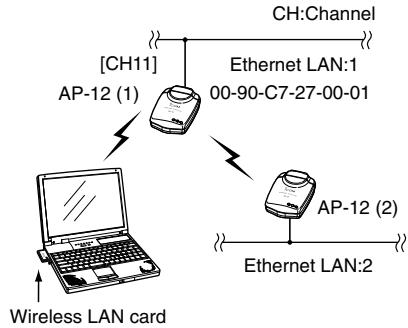 CH:Channel
[CH11]
Ethernet LAN:1
AP-12 (1)
00-90-C7-27-00-01
AP-12 (2)
Ethernet LAN:2
Wireless LAN card